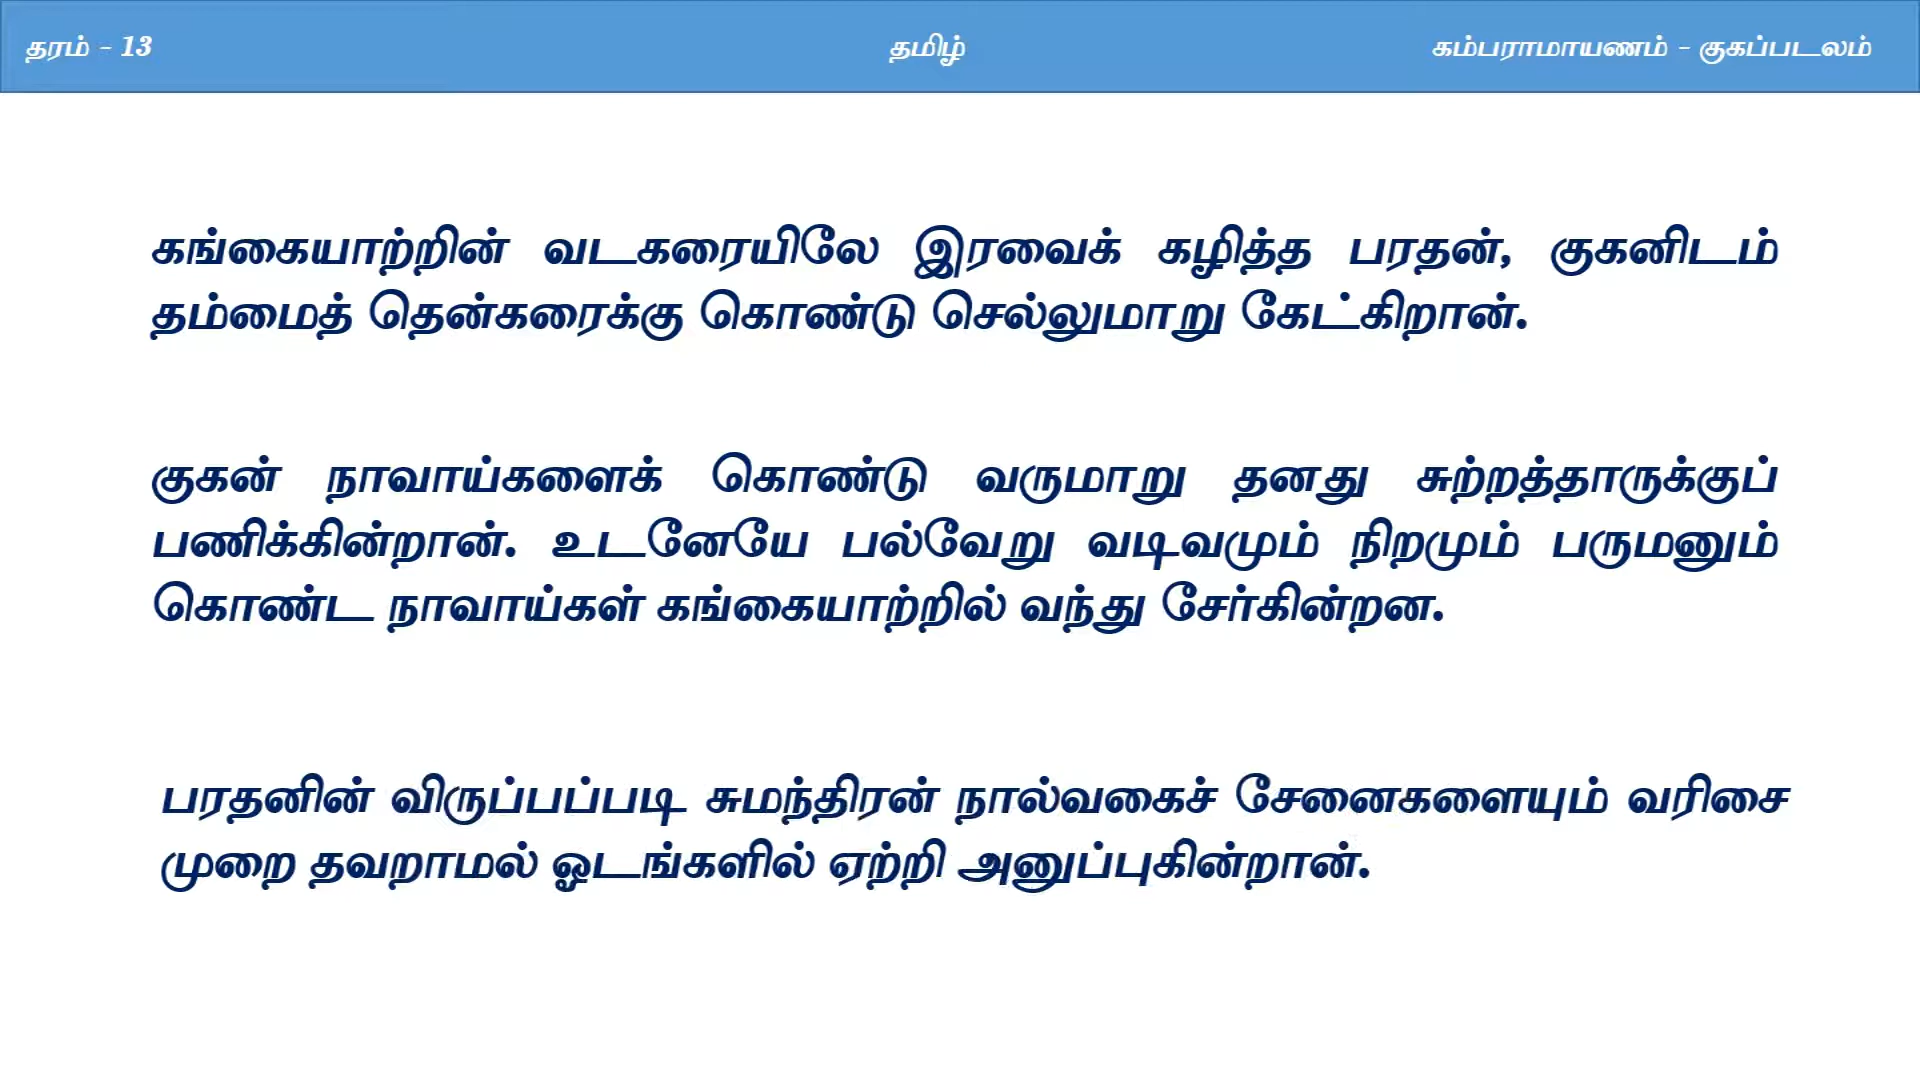 தரம் - 13
தமிழ்
கம்பராமாயணம் - குகப்படலம்
கங்கையாற்றின் வடகரையிலே இரவைக் கழித்த பரதன், குகனிடம்
தம்மைத் தென்கரைக்கு கொண்டு செல்லுமாறு கேட்கிறான்.
குகன் நாவாய்களைக் கொண்டு வருமாறு தனது சுற்றத்தாருக்குப்
பணிக்கின்றான். உடனேயே பல்வேறு வடிவமும் நிறமும் பருமனும்
கொண்ட நாவாய்கள் கங்கையாற்றில் வந்து சேர்கின்றன.
பரதனின் விருப்பப்படி சுமந்திரன் நால்வகைச் சேனைகளையும் வரிசை
முறை தவறாமல் ஓடங்களில் ஏற்றி அனுப்புகின்றான்.